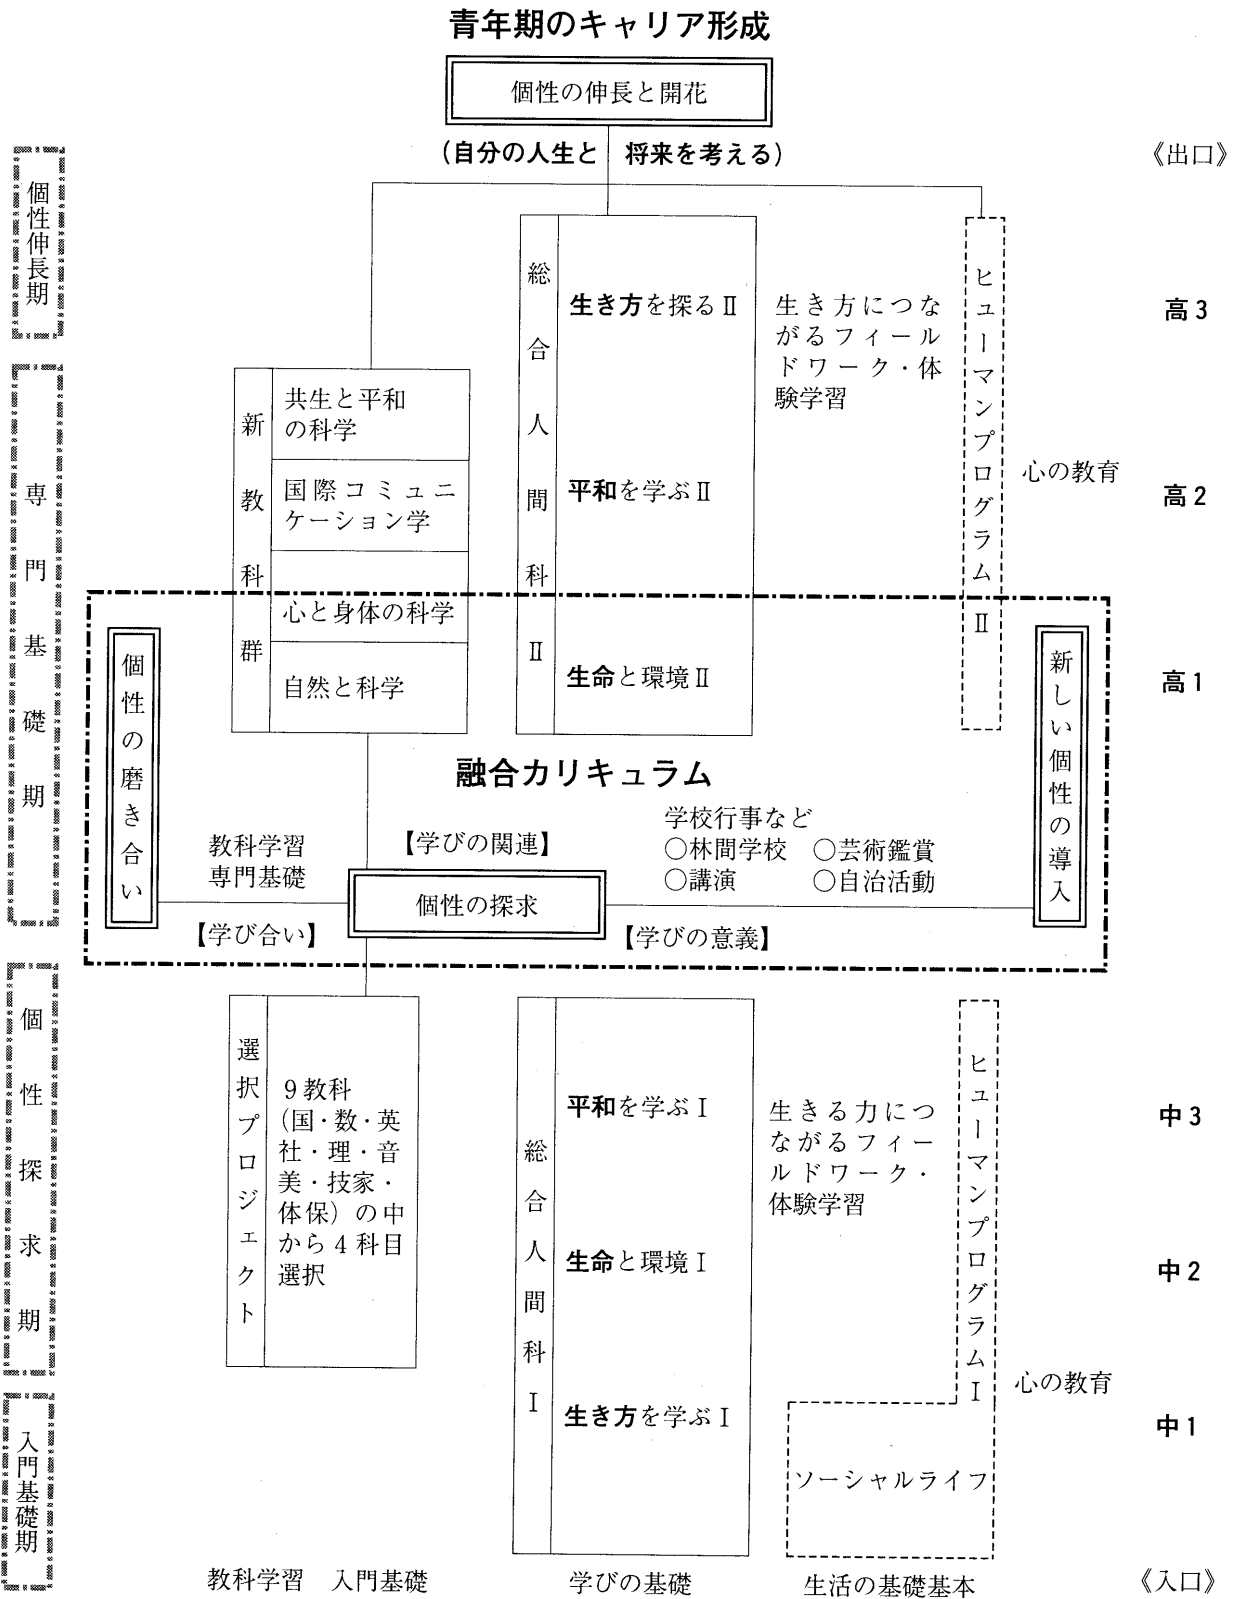 青年期のキャリア形成
個性の伸長と開花
(自分の人生と 将来を考える)
《出口》
個性伸長期
専門基礎期
個性探求期
入門基礎期
新教科群
共生と平和
の科学
国際コミュニ
ケーション学
心と身体の科学
自然と科学
総合人間科Ⅱ
生き方を探るⅡ
平和を学ぶⅡ
生命と環境Ⅱ
生き方につな
がるフィール
ドワーク・体
験学習
ヒューマンプログラムⅡ
心の教育
高3
高2
高1
個性の磨き合い
新しい個性の導入
融合カリキュラム
教科学習
専門基礎
【学びの関連】
学校行事など
○林間学校 ○芸術鑑賞
○講演 ○自治活動
個性の探求
【学び合い】
【学びの意義】
選択プロジェクト
9教科
(国・数・英
社・理・音
美・技家・
体保)の中
から4科目
選択
総合人間科Ⅰ
平和を学ぶⅠ
生命と環境Ⅰ
生き方を学ぶⅠ
生きる力につ
ながるフィー
ルドワーク・
体験学習
ヒューマンプログラムⅠ
心の教育
ソーシャルライフ
中3
中2
中1
教科学習 入門基礎
学びの基礎
生活の基礎基本
《入口》